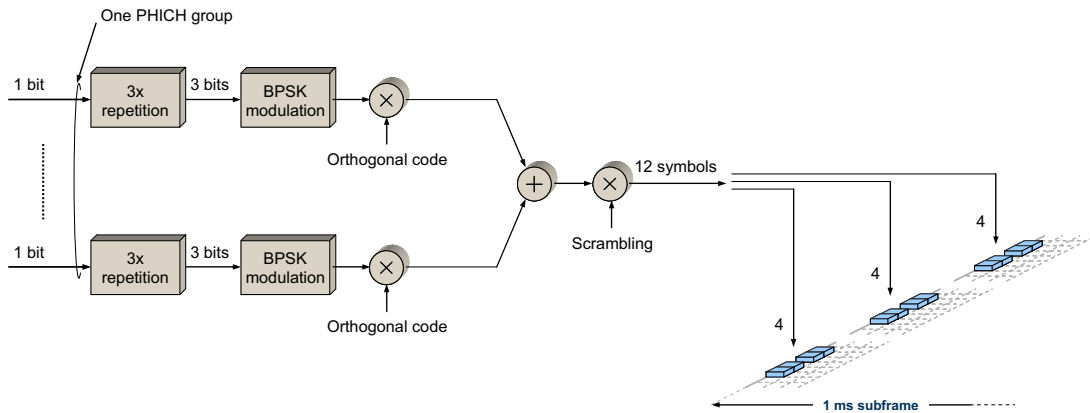 One PHICH group
1 bit
3x
repetition
3 bits
BPSK
modulation
×
Orthogonal code
+
×
12 symbols
Scrambling
4
4
4
1 bit
3x
repetition
3 bits
BPSK
modulation
×
Orthogonal code
1 ms subframe